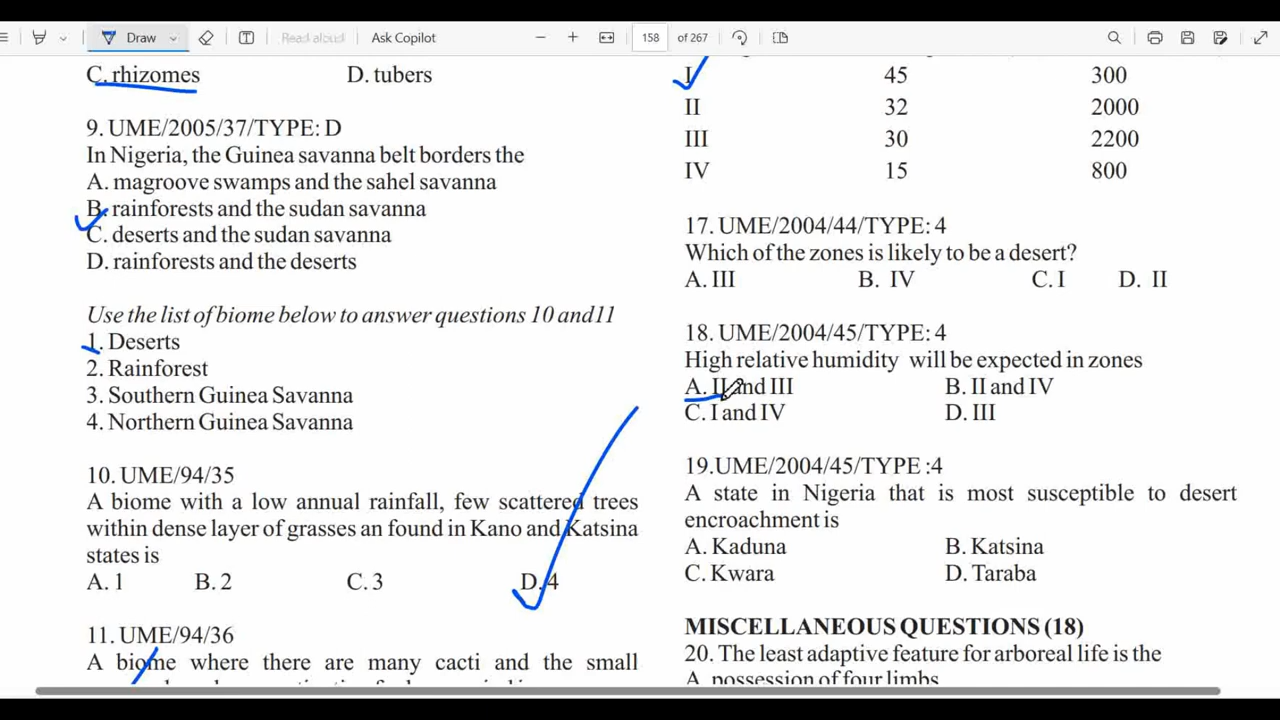 Draw
Read aloud
Ask Copilot
158 of 267
C. rhizomes D. tubers
9. UME/2005/37/TYPE: D
In Nigeria, the Guinea savanna belt borders the
A. magroove swamps and the sahel savanna
B. rainforests and the sudan savanna
C. deserts and the sudan savanna
D. rainforests and the deserts
Use the list of biome below to answer questions 10 and11
1. Deserts
2. Rainforest
3. Southern Guinea Savanna
4. Northern Guinea Savanna
10. UME/94/35
A biome with a low annual rainfall, few scattered trees
within dense layer of grasses an found in Kano and Katsina
states is
A. 1 B. 2 C. 3 D. 4
11. UME/94/36
A biome where there are many cacti and the small
I 45 300
II 32 2000
III 30 2200
IV 15 800
17. UME/2004/44/TYPE: 4
Which of the zones is likely to be a desert?
A. III B. IV C. I D. II
18. UME/2004/45/TYPE: 4
High relative humidity will be expected in zones
A. II and III B. II and IV
C. I and IV D. III
19.UME/2004/45/TYPE :4
A state in Nigeria that is most susceptible to desert
encroachment is
A. Kaduna B. Katsina
C. Kwara D. Taraba
MISCELLANEOUS QUESTIONS (18)
20. The least adaptive feature for arboreal life is the
A. possession of four limbs